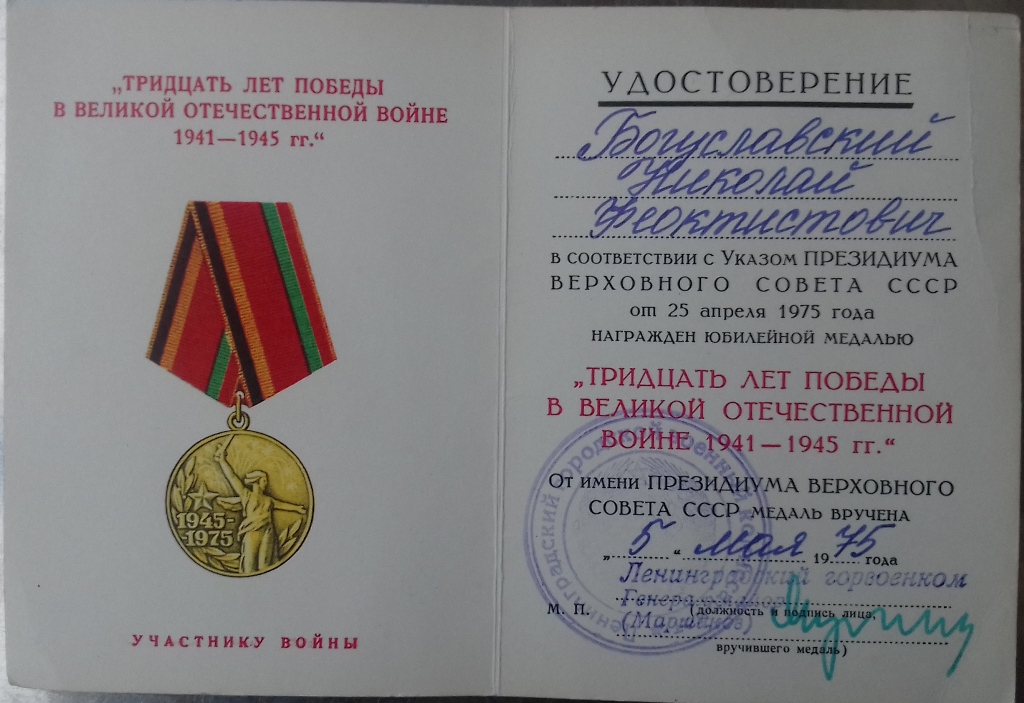 „ТРИДЦАТЬ ЛЕТ ПОБЕДЫ
В ВЕЛИКОЙ ОТЕЧЕСТВЕННОЙ ВОЙНЕ
1941—1945 гг.“
1945-
1975
УЧАСТНИКУ ВОЙНЫ
УДОСТОВЕРЕНИЕ
Богуславский
Николай
Феоктистович
В СООТВЕТСТВИИ С УКАЗОМ ПРЕЗИДИУМА
ВЕРХОВНОГО СОВЕТА СССР
от 25 апреля 1975 года
НАГРАЖДЕН ЮБИЛЕЙНОЙ МЕДАЛЬЮ
„ТРИДЦАТЬ ЛЕТ ПОБЕДЫ
В ВЕЛИКОЙ ОТЕЧЕСТВЕННОЙ
ВОЙНЕ 1941—1945 гг.“
ОТ ИМЕНИ ПРЕЗИДИУМА ВЕРХОВНОГО
СОВЕТА СССР МЕДАЛЬ ВРУЧЕНА
„5“ мая 1975 года
Ленинградский горвоенком
Генерал-
М. П. (должность и подпись лица,
вручившего медаль)
городской военный